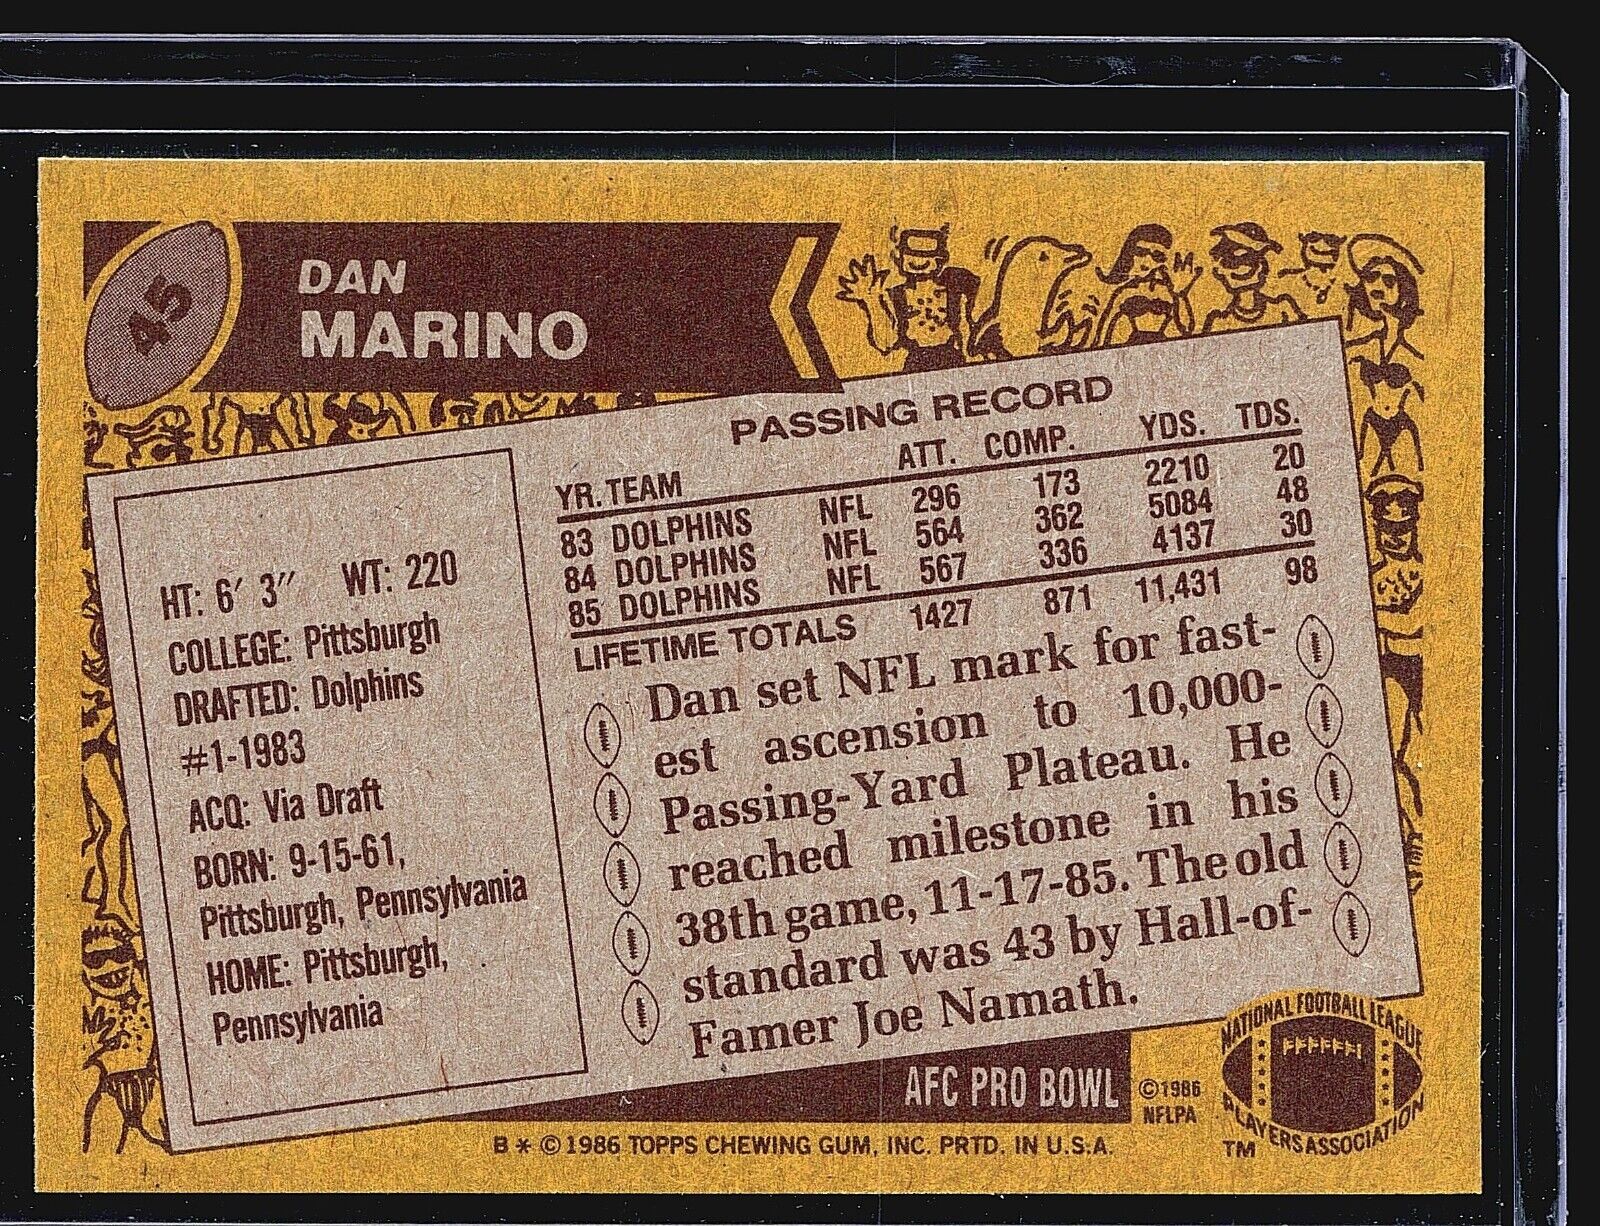 45
DAN
MARINO
HT: 6′ 3″ WT: 220
COLLEGE: Pittsburgh
DRAFTED: Dolphins
#1-1983
ACQ: Via Draft
BORN: 9-15-61,
Pittsburgh, Pennsylvania
HOME: Pittsburgh,
Pennsylvania
PASSING RECORD
YR. TEAM ATT. COMP. YDS. TDS.
83 DOLPHINS NFL 296 173 2210 20
84 DOLPHINS NFL 564 362 5084 48
85 DOLPHINS NFL 567 336 4137 30
LIFETIME TOTALS 1427 871 11,431 98
Dan set NFL mark for fast-
est ascension to 10,000-
Passing-Yard Plateau. He
reached milestone in his
38th game, 11-17-85. The old
standard was 43 by Hall-of-
Famer Joe Namath.
AFC PRO BOWL
©1986
NFLPA
NATIONAL FOOTBALL LEAGUE
PLAYERS ASSOCIATION
TM
B * © 1986 TOPPS CHEWING GUM, INC. PRTD. IN U.S.A.